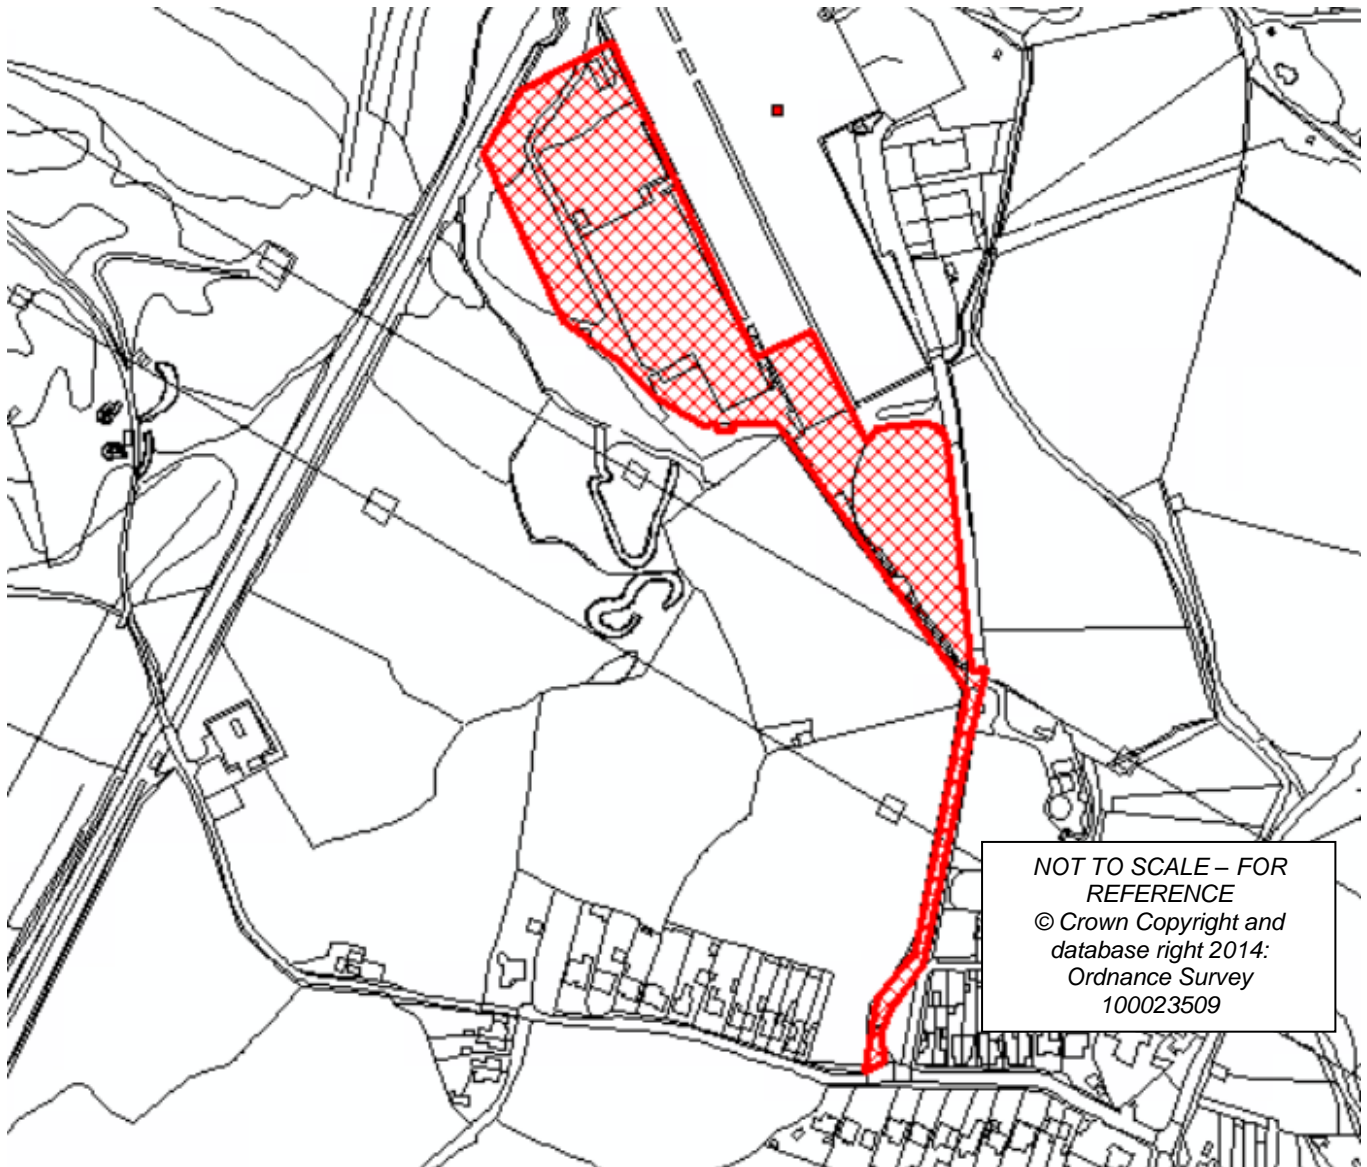 NOT TO SCALE – FOR
REFERENCE
© Crown Copyright and
database right 2014:
Ordnance Survey
100023509